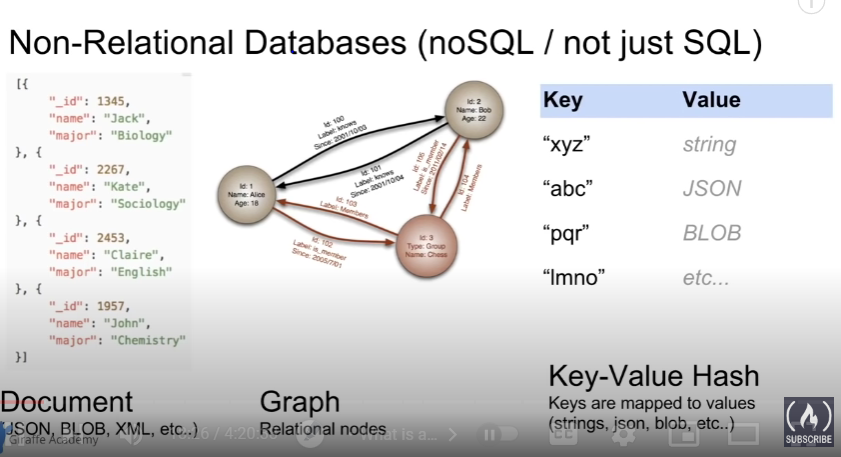 Non-Relational Databases (noSQL / not just SQL)
[{
"_id": 1345,
"name": "Jack",
"major": "Biology"
}, {
"_id": 2267,
"name": "Kate",
"major": "Sociology"
}, {
"_id": 2453,
"name": "Claire",
"major": "English"
}, {
"_id": 1957,
"name": "John",
"major": "Chemistry"
}]
Document
(JSON, BLOB, XML, etc..)
Giraffe Academy
Id: 100
Label: knows
Since: 2001/10/03
Id: 2
Name: Bob
Age: 22
Id: 101
Label: knows
Since: 2001/10/04
Id: 1
Name: Alice
Age: 18
Id: 103
Label: Members
Id: 102
Label: is_member
Since: 2005/7/01
Id: 105
Label: is_member
Since: 2011/02/14
Id: 104
Label: Members
Id: 3
Type: Group
Name: Chess
Graph
Relational nodes
Key Value
“xyz” string
“abc” JSON
“pqr” BLOB
“lmno” etc...
Key-Value Hash
Keys are mapped to values
(strings, json, blob, etc..)
What is a...
CC
SUBSCRIBE